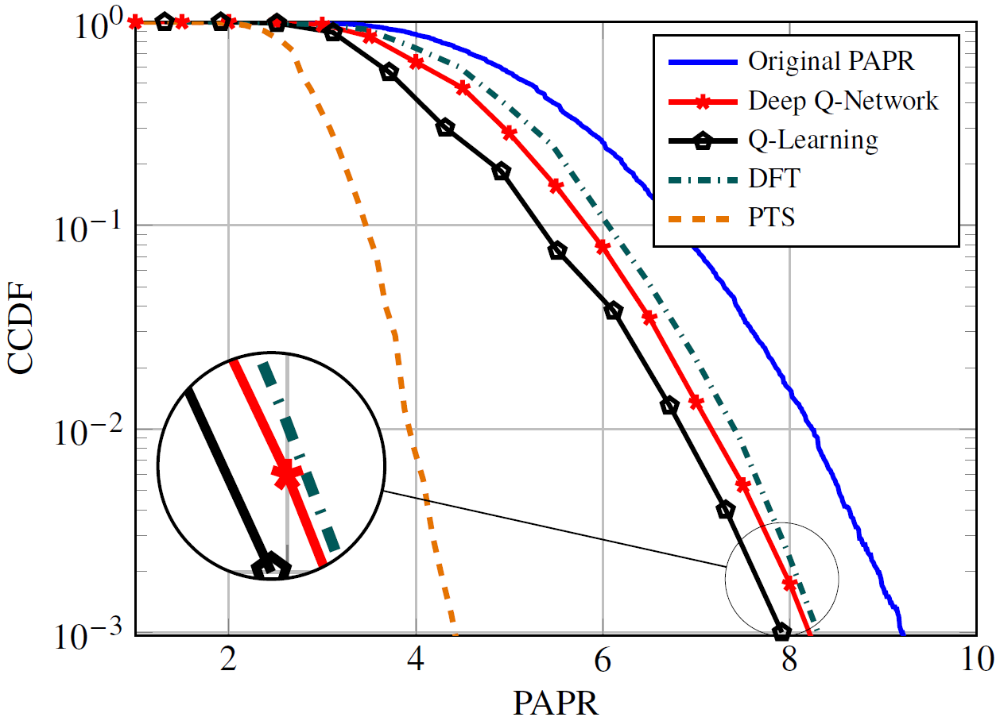 10^0
10^−1
10^−2
10^−3
CCDF
Original PAPR
Deep Q-Network
Q-Learning
DFT
PTS
2 4 6 8 10
PAPR